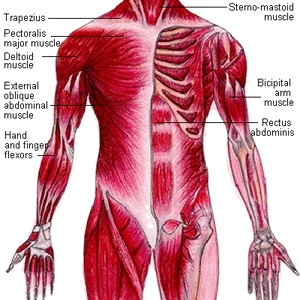 Trapezius
Pectoralis
major muscle
Deltoid
muscle
External
oblique
abdominal
muscle
Hand
and finger
flexors
Sterno-mastoid
muscle
Bicipital
arm
muscle
Rectus
abdominis